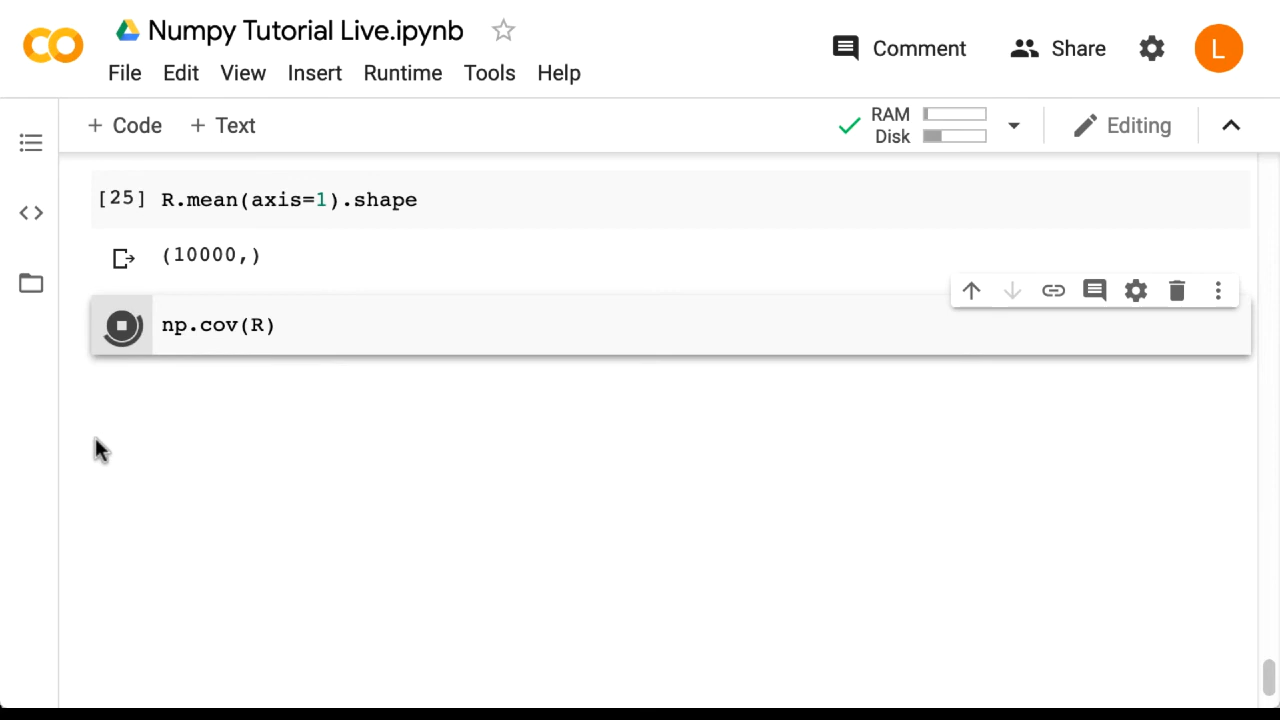 Numpy Tutorial Live.ipynb
File Edit View Insert Runtime Tools Help
Comment
Share
L
+ Code + Text
RAM
Disk
Editing
[25] R.mean(axis=1).shape
(10000,)
np.cov(R)